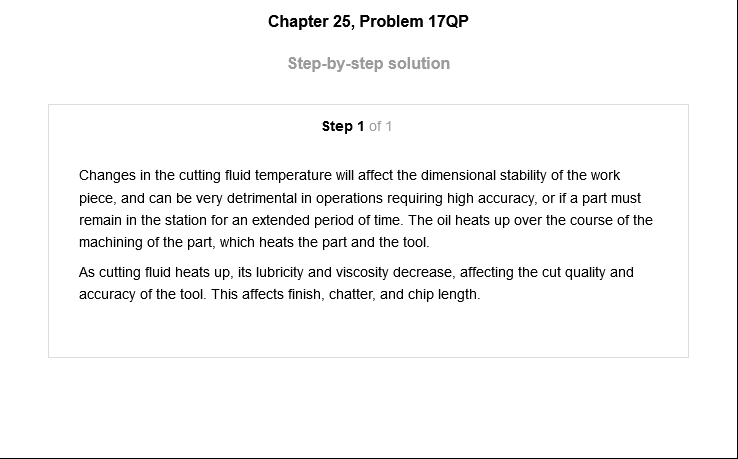 Chapter 25, Problem 17QP
Step-by-step solution
Step 1 of 1
Changes in the cutting fluid temperature will affect the dimensional stability of the work
piece, and can be very detrimental in operations requiring high accuracy, or if a part must
remain in the station for an extended period of time. The oil heats up over the course of the
machining of the part, which heats the part and the tool.
As cutting fluid heats up, its lubricity and viscosity decrease, affecting the cut quality and
accuracy of the tool. This affects finish, chatter, and chip length.